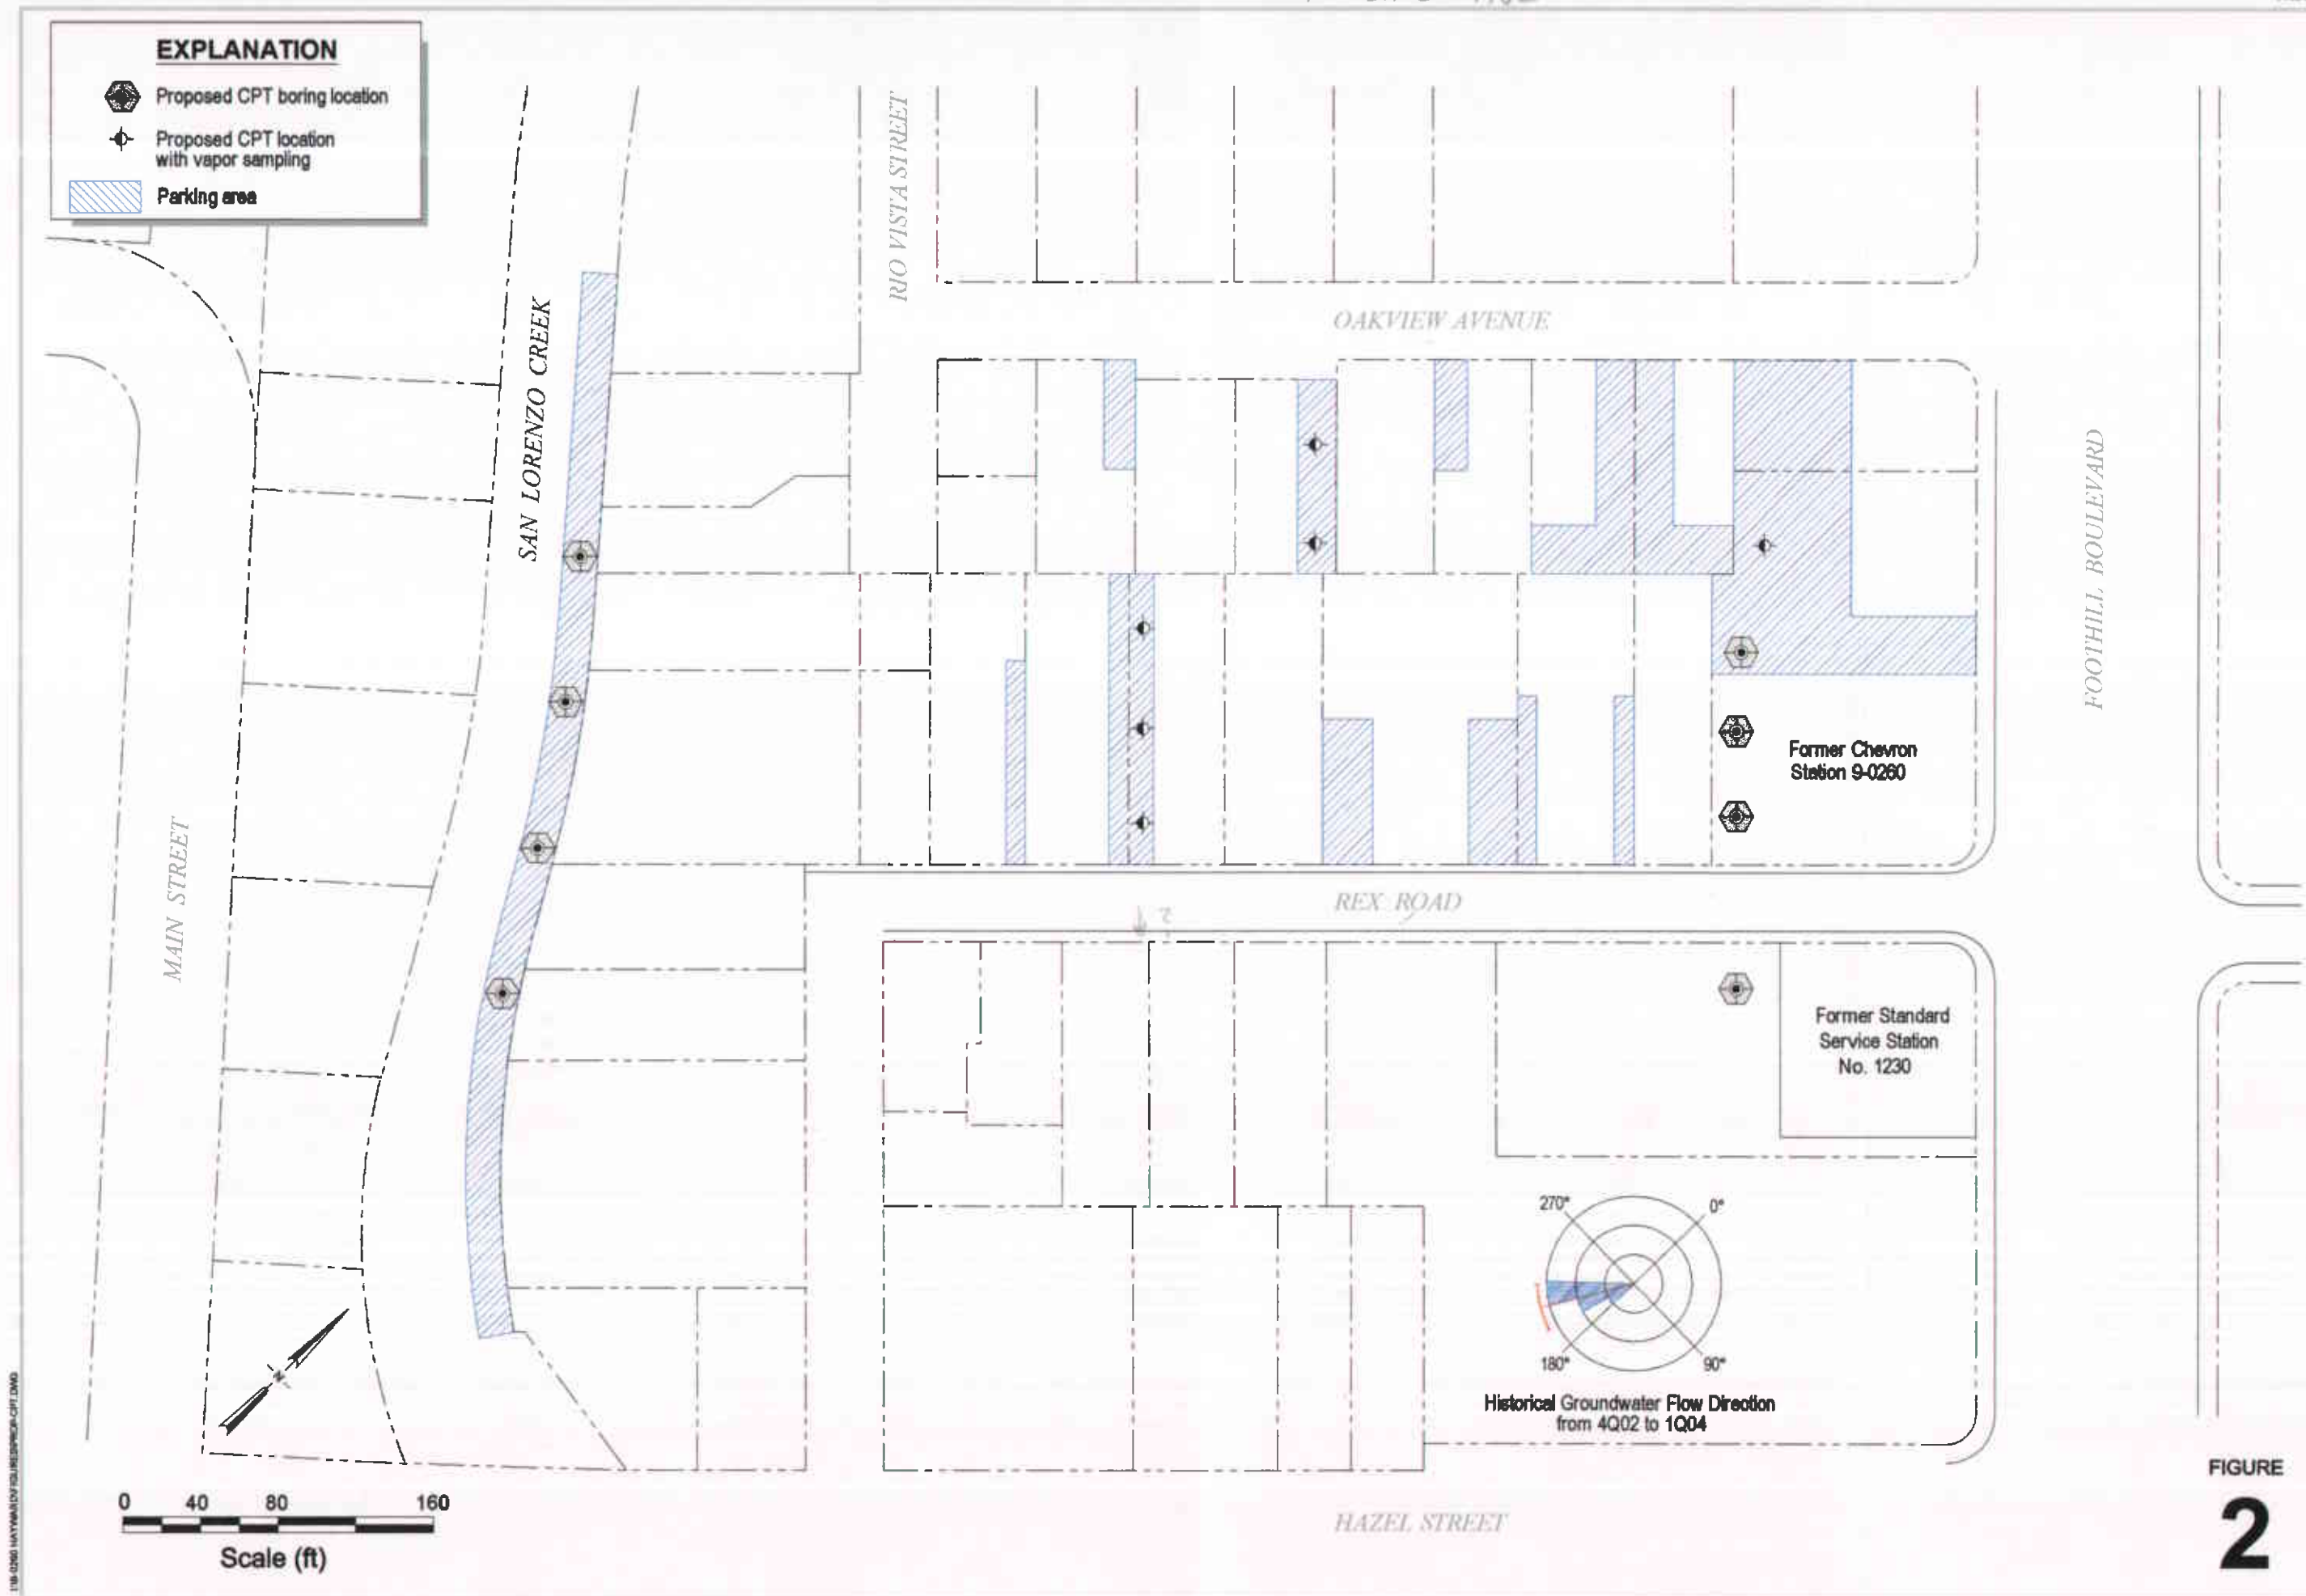 EXPLANATION
Proposed CPT boring location
Proposed CPT location
with vapor sampling
Parking area
RIO VISTA STREET
OAKVIEW AVENUE
SAN LORENZO CREEK
FOOTHILL BOULEVARD
Former Chevron
Station 9-0260
MAIN STREET
REX ROAD
?
Former Standard
Service Station
No. 1230
270°
0°
180°
90°
Historical Groundwater Flow Direction
from 4Q02 to 1Q04
N
0 40 80 160
Scale (ft)
HAZEL STREET
FIGURE
2